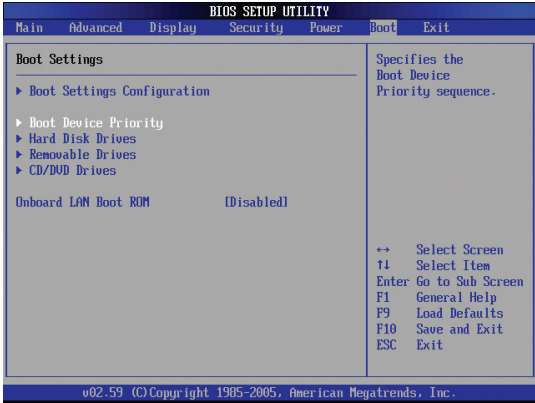 BIOS SETUP UTILITY
Main Advanced Display Security Power Boot Exit
Boot Settings
▶ Boot Settings Configuration
▶ Boot Device Priority
▶ Hard Disk Drives
▶ Removable Drives
▶ CD/DVD Drives
Onboard LAN Boot ROM [Disabled]
Specifies the
Boot Device
Priority sequence.
↔ Select Screen
↑↓ Select Item
Enter Go to Sub Screen
F1 General Help
F9 Load Defaults
F10 Save and Exit
ESC Exit
v02.59 (C)Copyright 1985-2005, American Megatrends, Inc.